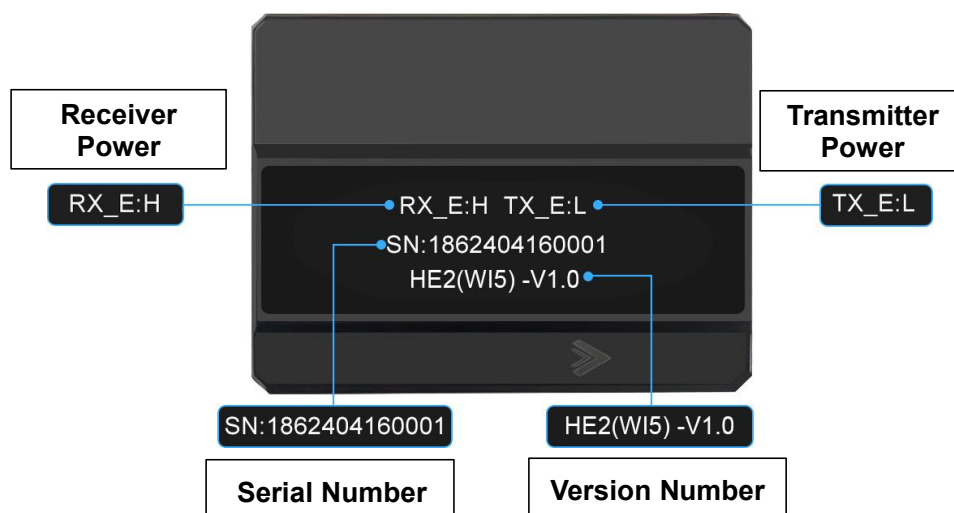 Receiver
Power
Transmitter
Power
RX_E:H
RX_E:H TX_E:L
TX_E:L
SN:1862404160001
HE2(WI5) -V1.0
SN:1862404160001
HE2(WI5) -V1.0
Serial Number
Version Number